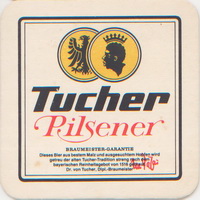 Tucher
Pilsener
BRAUMEISTER-GARANTIE
Dieses Bier aus bestem Malz und ausgesuchtem Hopfen wird
getreu der alten Tucher-Tradition streng nach dem
bayerischen Reinheitsgebot von 1516 gebraut.
Dr. von Tucher, Dipl.-Braumeister